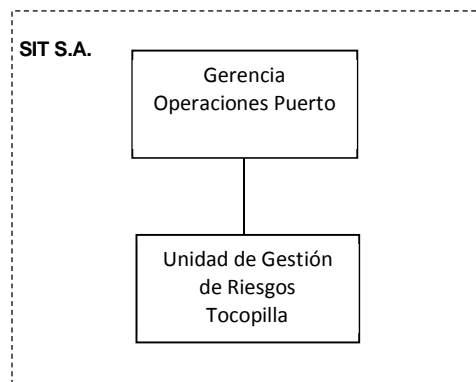 SIT S.A.
Gerencia
Operaciones Puerto
Unidad de Gestión
de Riesgos
Tocopilla